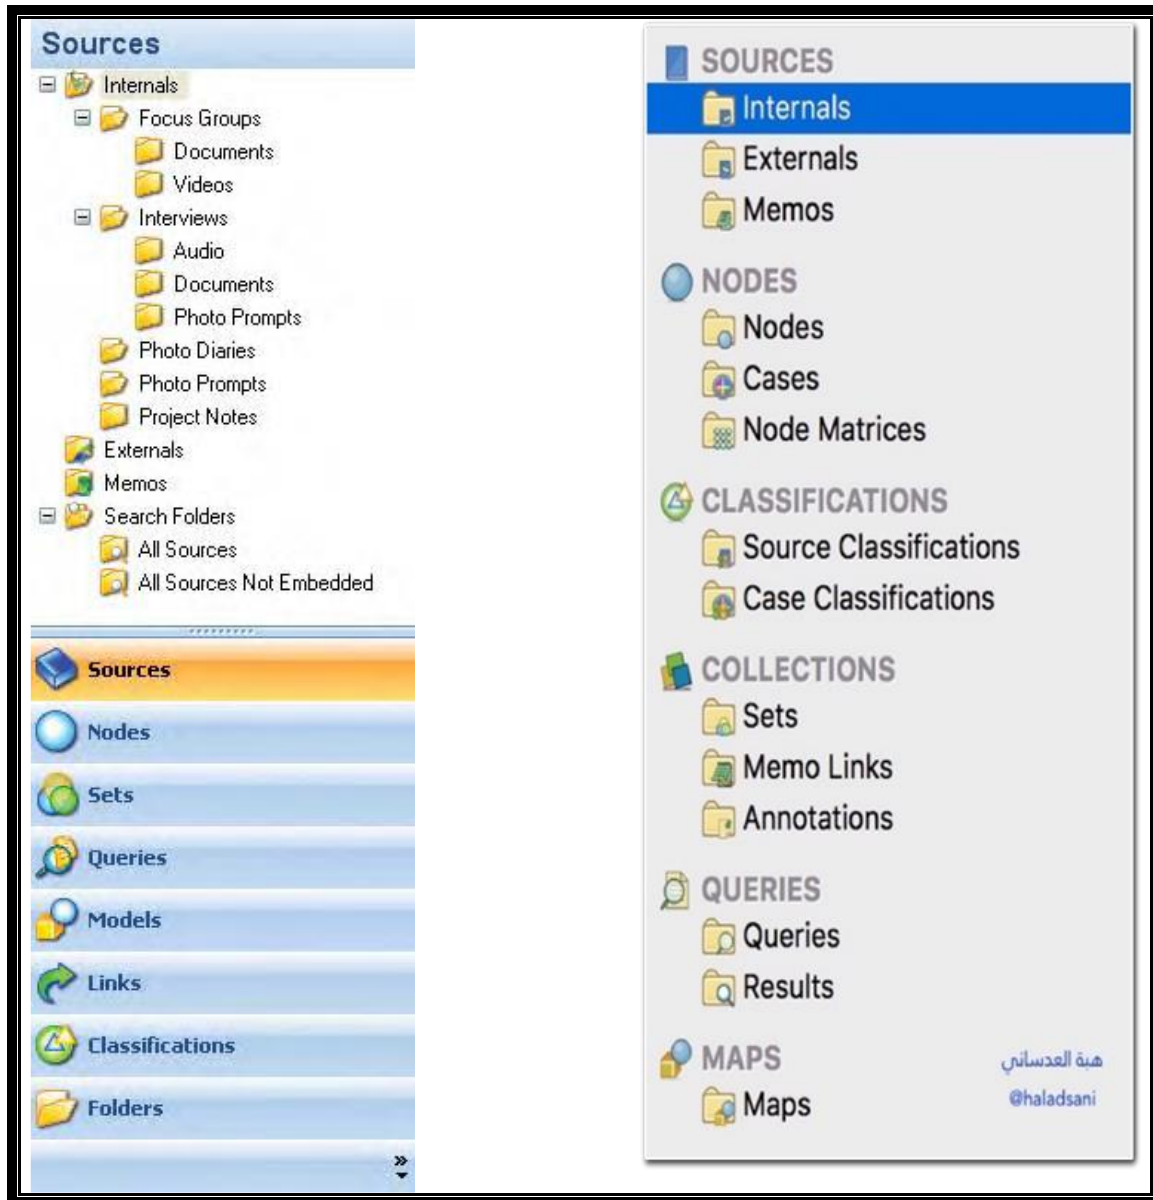 Sources
Internals
Focus Groups
Documents
Videos
Interviews
Audio
Documents
Photo Prompts
Photo Diaries
Photo Prompts
Project Notes
Externals
Memos
Search Folders
All Sources
All Sources Not Embedded
Sources
Nodes
Sets
Queries
Models
Links
Classifications
Folders
SOURCES
Internals
Externals
Memos
NODES
Nodes
Cases
Node Matrices
CLASSIFICATIONS
Source Classifications
Case Classifications
COLLECTIONS
Sets
Memo Links
Annotations
QUERIES
Queries
Results
MAPS
Maps
هبة العدساني
@haladsani